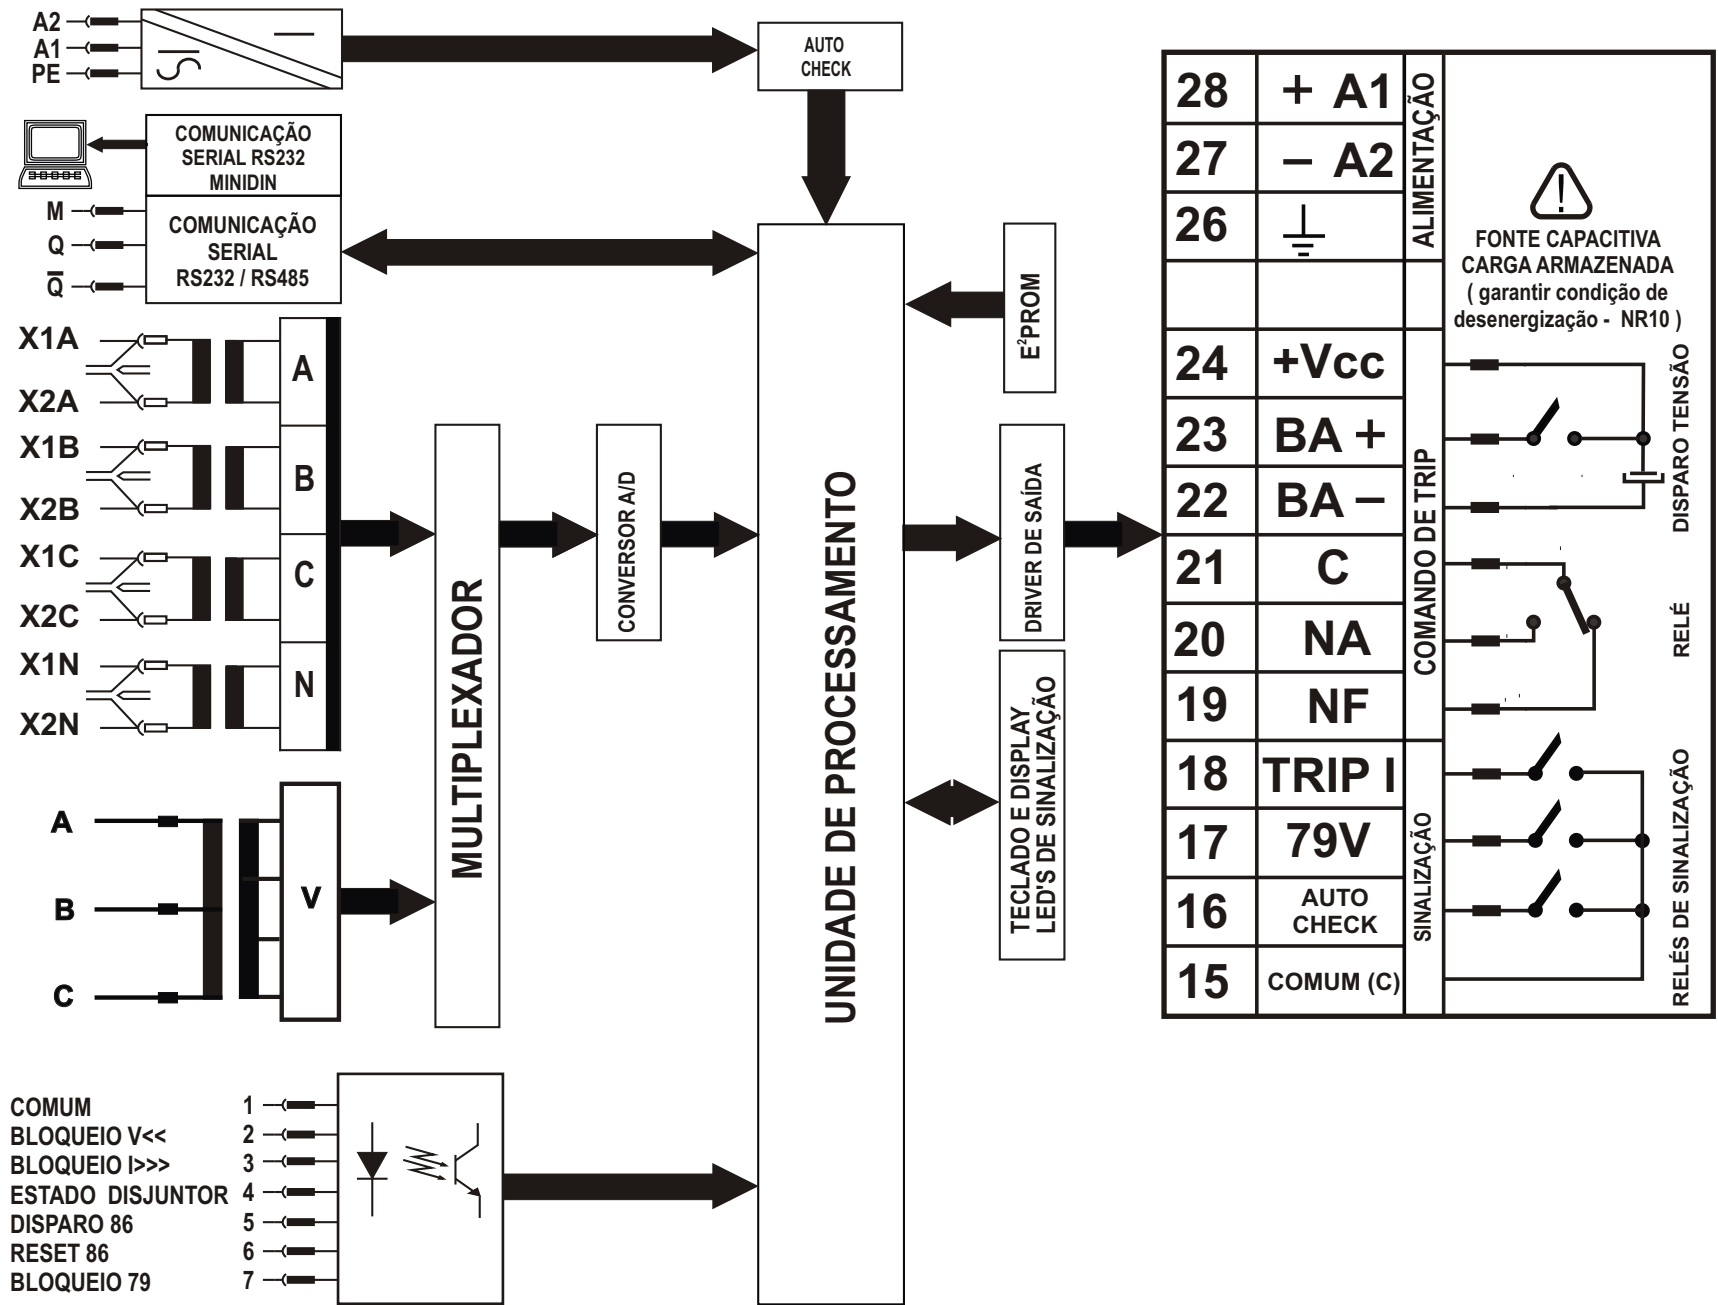 A2
A1
PE
AUTO
CHECK
COMUNICAÇÃO
SERIAL RS232
MINIDIN
M
Q
Q̅
COMUNICAÇÃO
SERIAL
RS232 / RS485
X1A
X2A
X1B
X2B
X1C
X2C
X1N
X2N
A
B
C
N
A
B
C
V
MULTIPLEXADOR
CONVERSOR A/D
UNIDADE DE PROCESSAMENTO
E²PROM
DRIVER DE SAÍDA
TECLADO E DISPLAY
LED'S DE SINALIZAÇÃO
COMUM 1
BLOQUEIO V<< 2
BLOQUEIO I>>> 3
ESTADO DISJUNTOR 4
DISPARO 86 5
RESET 86 6
BLOQUEIO 79 7
28 + A1
27 – A2
26
24 +Vcc
23 BA +
22 BA –
21 C
20 NA
19 NF
18 TRIP I
17 79V
16 AUTO
CHECK
15 COMUM (C)
ALIMENTAÇÃO
COMANDO DE TRIP
SINALIZAÇÃO
!
FONTE CAPACITIVA
CARGA ARMAZENADA
( garantir condição de
desenergização - NR10 )
DISPARO TENSÃO
RELÉ
RELÉS DE SINALIZAÇÃO